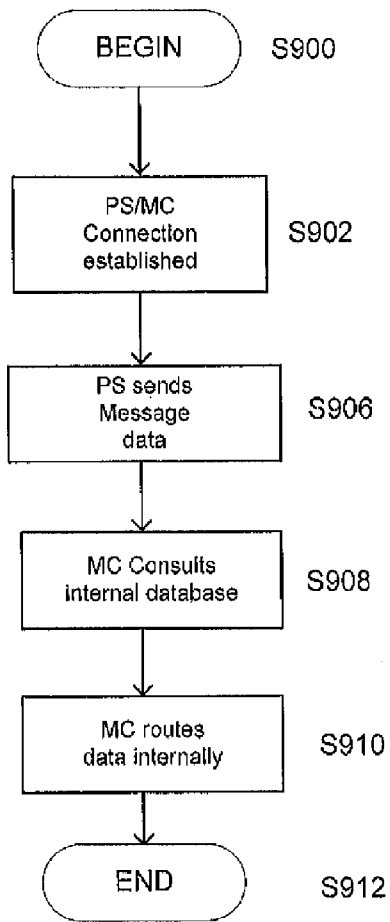 BEGIN S900
PS/MC
Connection
established
S902
PS sends
Message
data
S906
MC Consults
internal database
S908
MC routes
data internally
S910
END S912